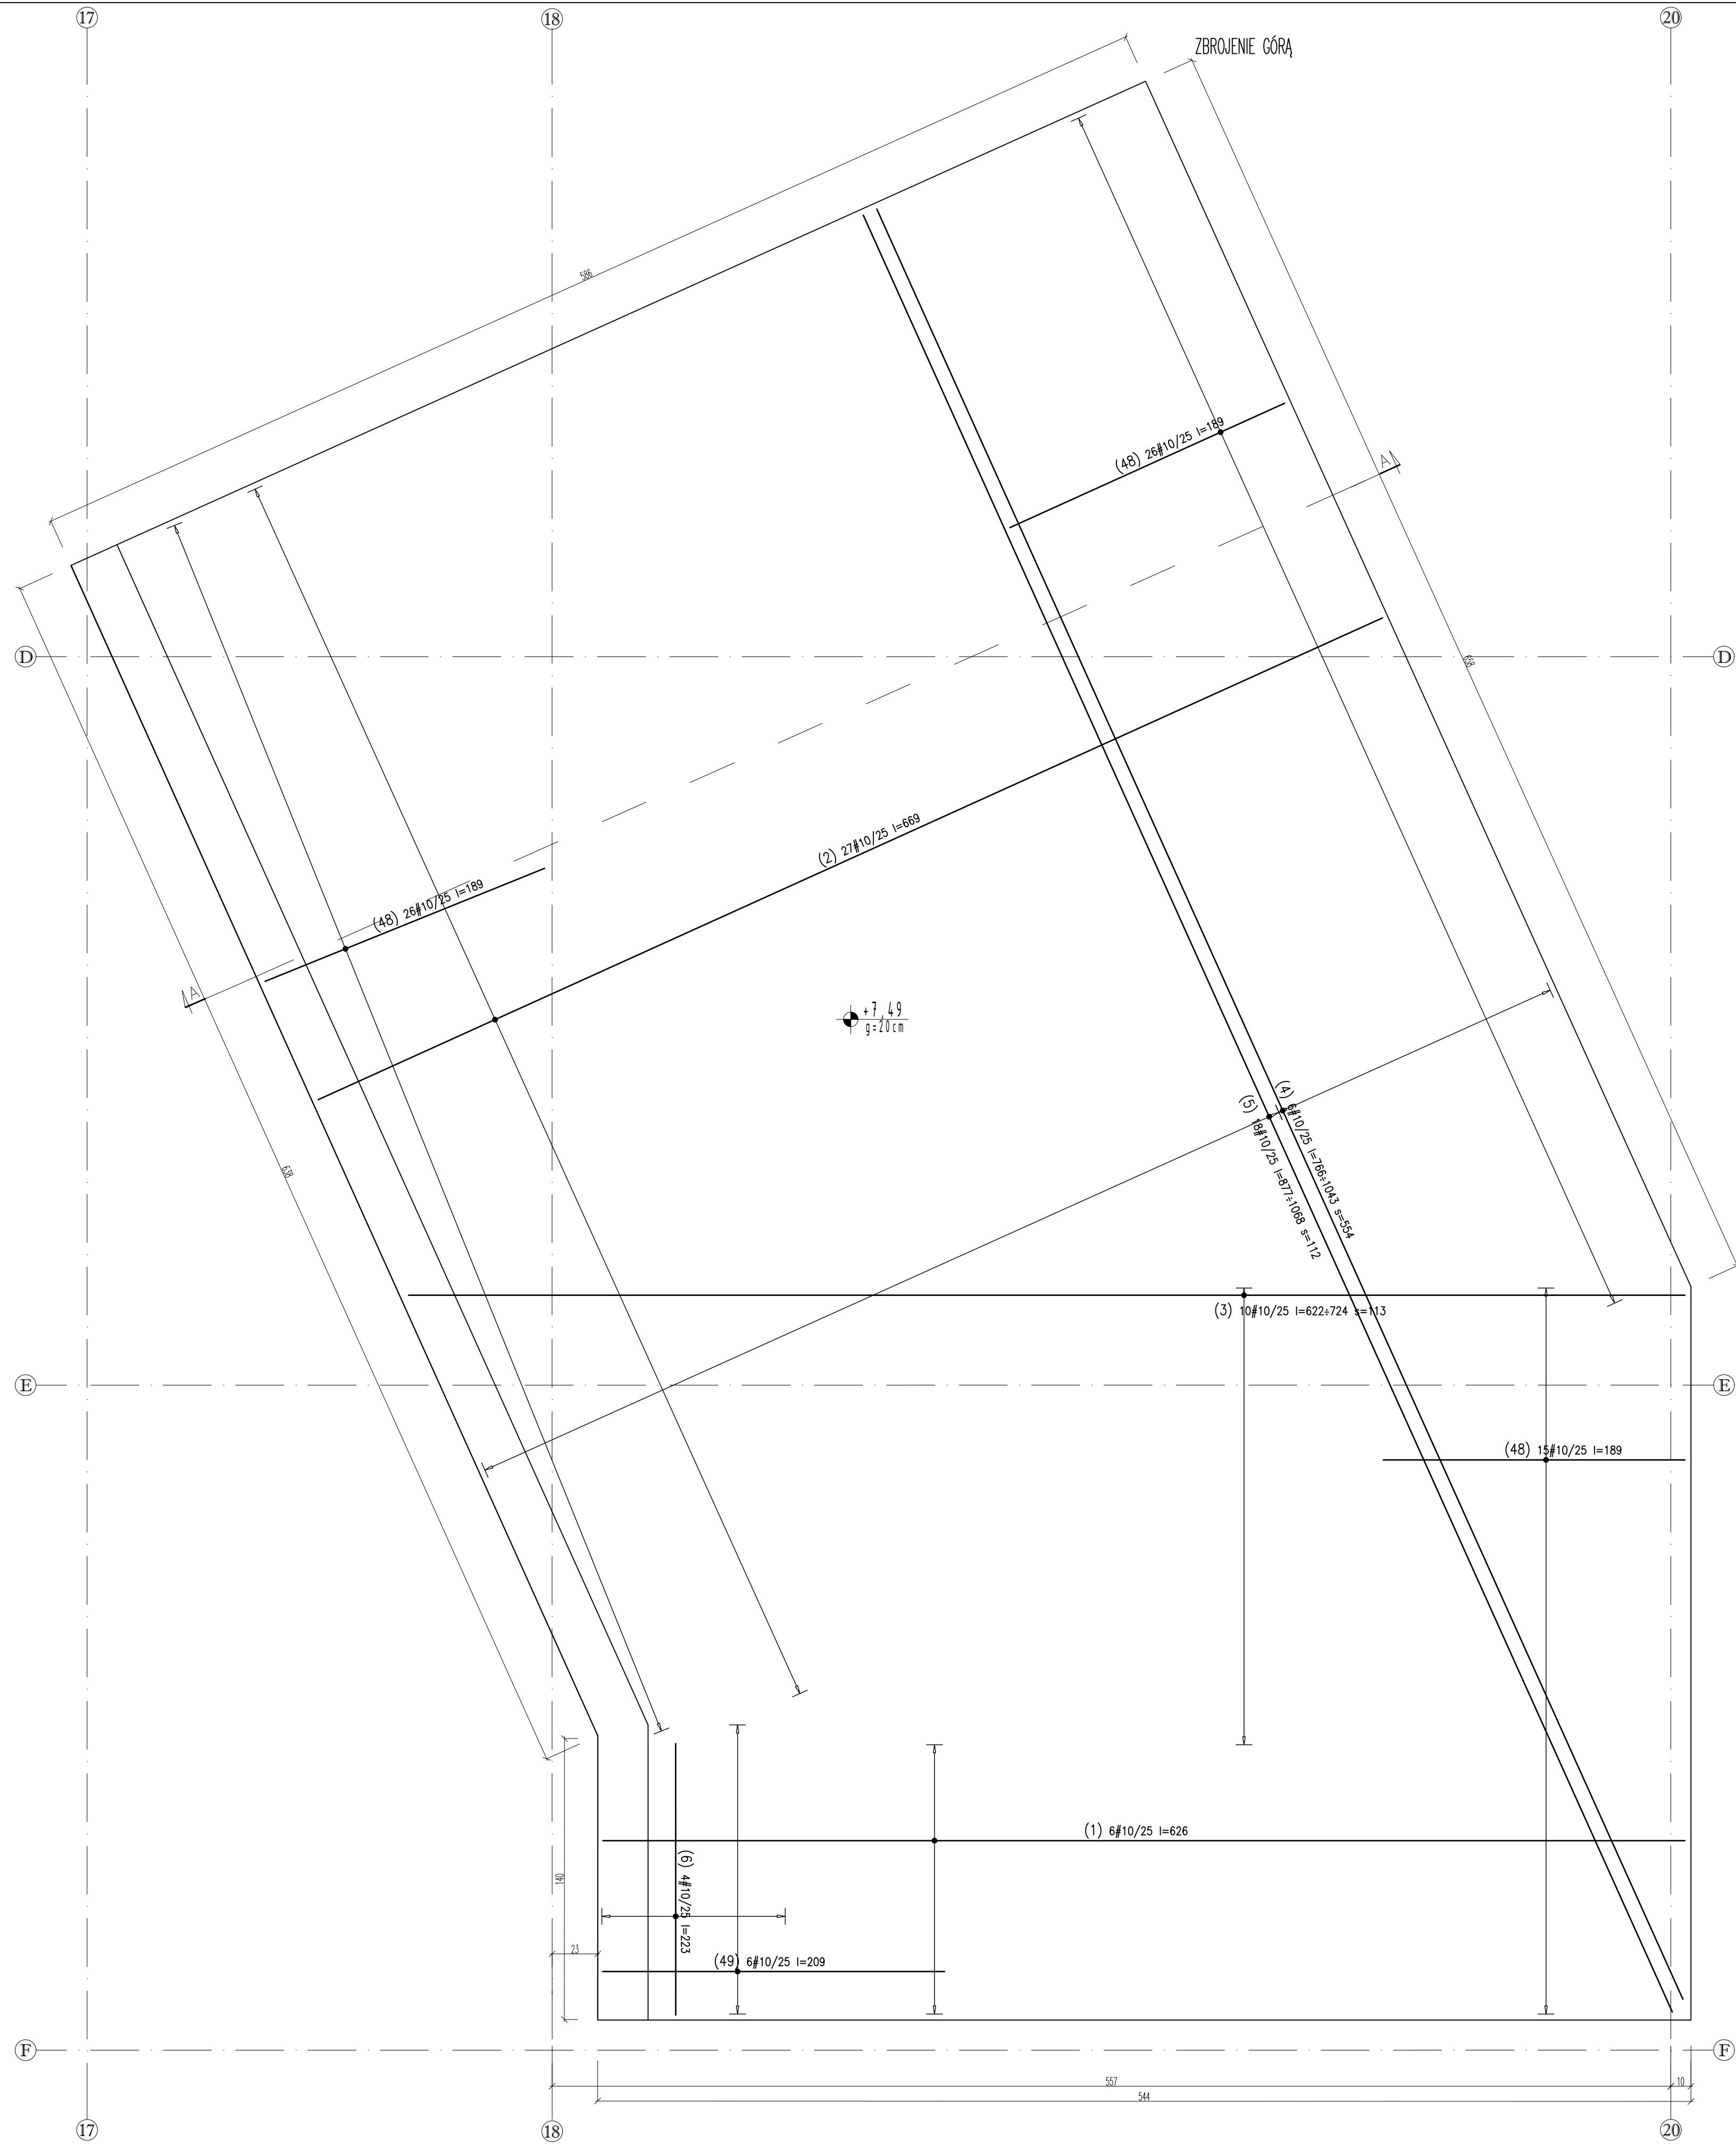 17
18
20
ZBROJENIE GÓRĄ
586
(48) 26#10/25 l=189
A
D
D
658
(2) 27#10/25 l=669
(48) 26#10/25 l=189
A
+7,49
g=20cm
(4) 6#10/25 l=766÷1043 s=554
(5) 18#10/25 l=877÷1068 s=112
638
(3) 10#10/25 l=622÷724 s=113
E
E
(48) 15#10/25 l=189
(1) 6#10/25 l=626
(6) 4#10/25 l=223
140
23
(49) 6#10/25 l=209
F
F
557
10
544
17
18
20